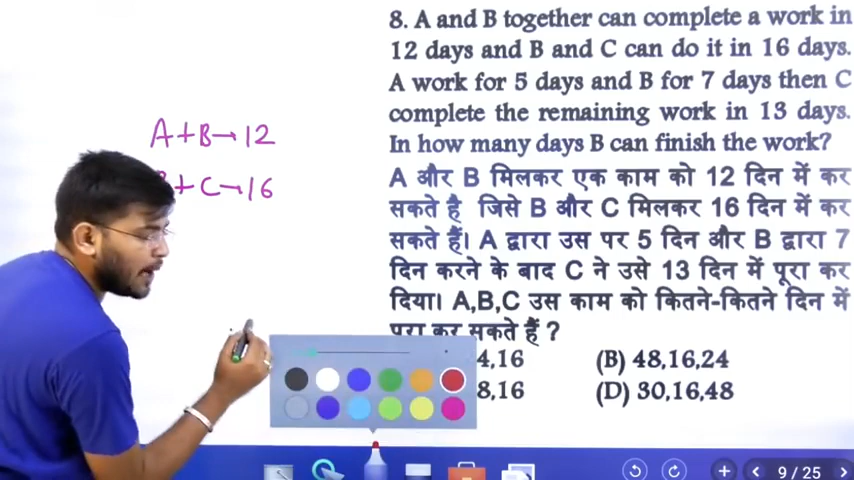 8. A and B together can complete a work in
12 days and B and C can do it in 16 days.
A work for 5 days and B for 7 days then C
complete the remaining work in 13 days.
In how many days B can finish the work?
A और B मिलकर एक काम को 12 दिन में कर
सकते है जिसे B और C मिलकर 16 दिन में कर
सकते हैं। A द्वारा उस पर 5 दिन और B द्वारा 7
दिन करने के बाद C ने उसे 13 दिन में पूरा कर
दिया। A,B,C उस काम को कितने-कितने दिन में
पूरा कर सकते हैं ?
4,16 (B) 48,16,24
8,16 (D) 30,16,48
A+B→12
+C→16
9 / 25